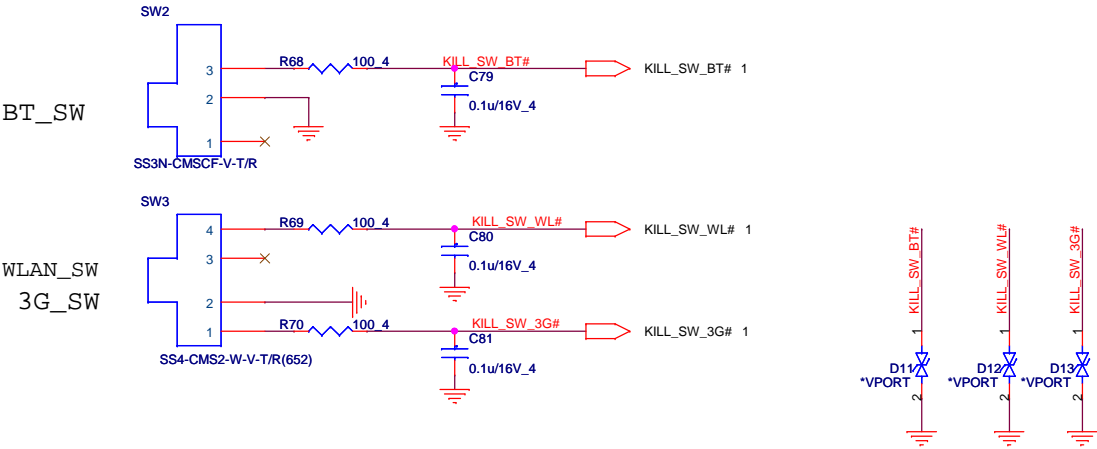 SW2
3
2
1
R68
100_4
KILL_SW_BT#
C79
0.1u/16V_4
KILL_SW_BT# 1
BT_SW
SS3N-CMSCF-V-T/R
SW3
4
3
2
1
R69
100_4
KILL_SW_WL#
C80
0.1u/16V_4
KILL_SW_WL# 1
WLAN_SW
3G_SW
R70
100_4
KILL_SW_3G#
C81
0.1u/16V_4
KILL_SW_3G# 1
SS4-CMS2-W-V-T/R(652)
KILL_SW_BT#
1
D11
*VPORT
2
KILL_SW_WL#
1
D12
*VPORT
2
KILL_SW_3G#
1
D13
*VPORT
2